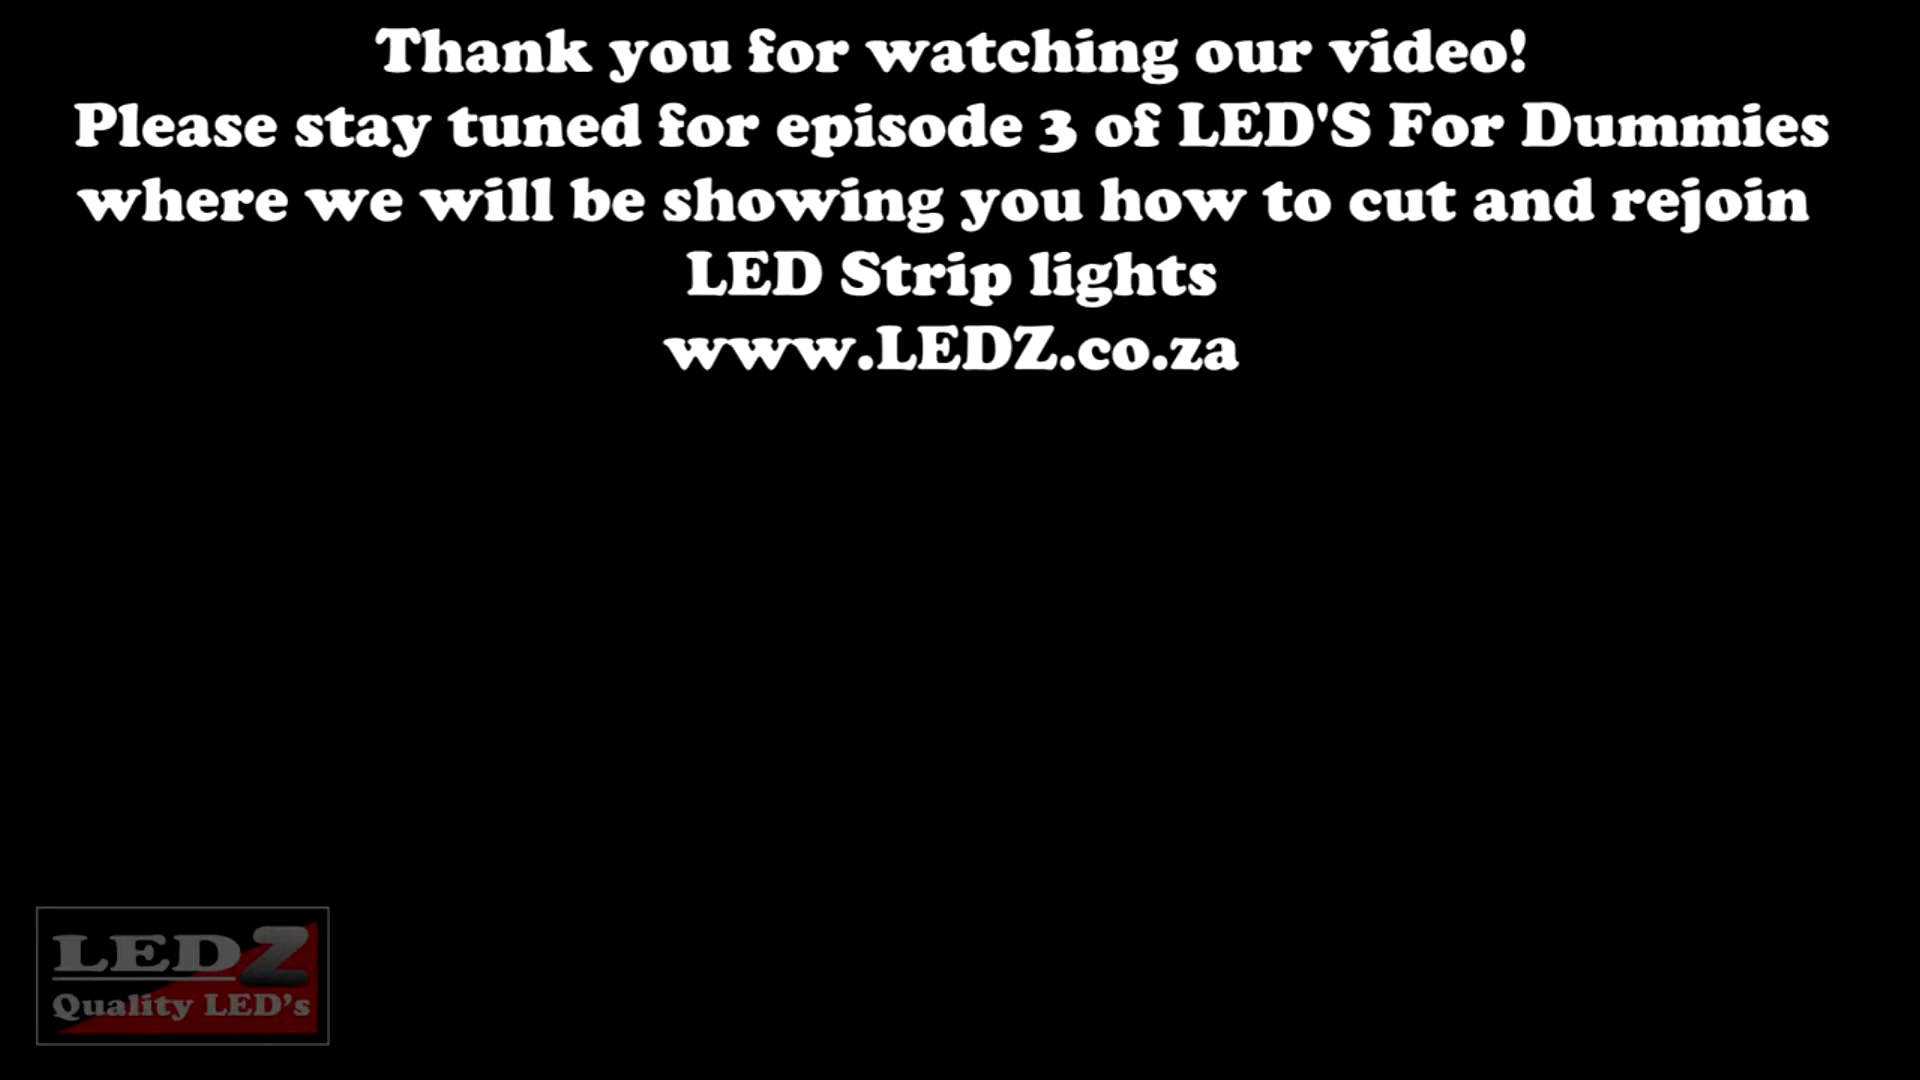 Thank you for watching our video!
Please stay tuned for episode 3 of LED'S For Dummies
where we will be showing you how to cut and rejoin
LED Strip lights
www.LEDZ.co.za
LEDZ
Quality LED's